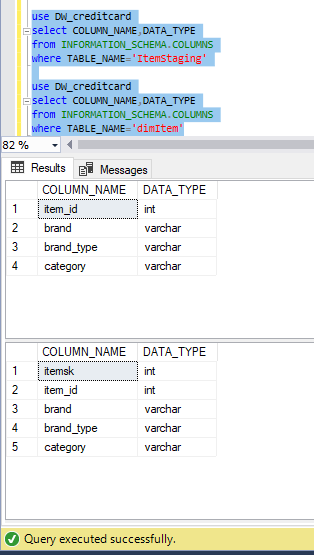 use DW_creditcard
select COLUMN_NAME,DATA_TYPE
from INFORMATION_SCHEMA.COLUMNS
where TABLE_NAME='ItemStaging'
use DW_creditcard
select COLUMN_NAME,DATA_TYPE
from INFORMATION_SCHEMA.COLUMNS
where TABLE_NAME='dimItem'
82 %
Results Messages
COLUMN_NAME DATA_TYPE
1 item_id int
2 brand varchar
3 brand_type varchar
4 category varchar
COLUMN_NAME DATA_TYPE
1 itemsk int
2 item_id int
3 brand varchar
4 brand_type varchar
5 category varchar
Query executed successfully.